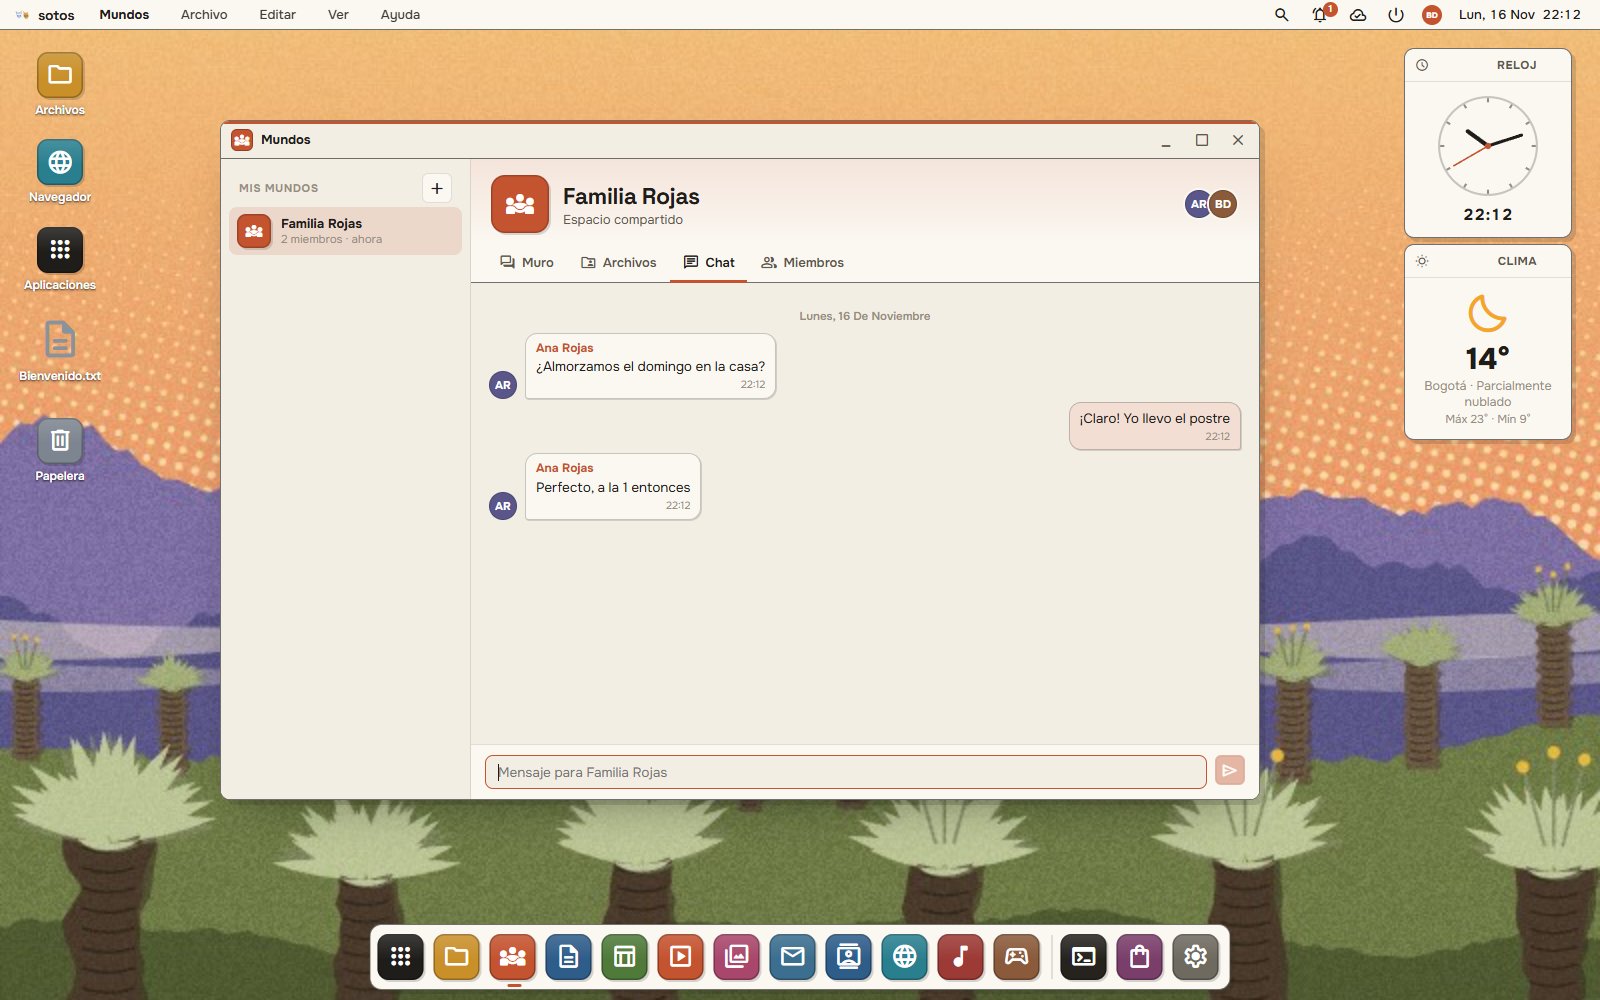 sotos Mundos Archivo Editar Ver Ayuda 1 BD Lun, 16 Nov 22:12
Archivos
Navegador
Aplicaciones
Bienvenido.txt
Papelera
Mundos
MIS MUNDOS
Familia Rojas
2 miembros · ahora
Familia Rojas
Espacio compartido
AR BD
Muro Archivos Chat Miembros
Lunes, 16 De Noviembre
Ana Rojas
¿Almorzamos el domingo en la casa?
22:12
AR
¡Claro! Yo llevo el postre
22:12
Ana Rojas
Perfecto, a la 1 entonces
22:12
AR
Mensaje para Familia Rojas
RELOJ
22:12
CLIMA
14°
Bogotá · Parcialmente
nublado
Máx 23° · Mín 9°